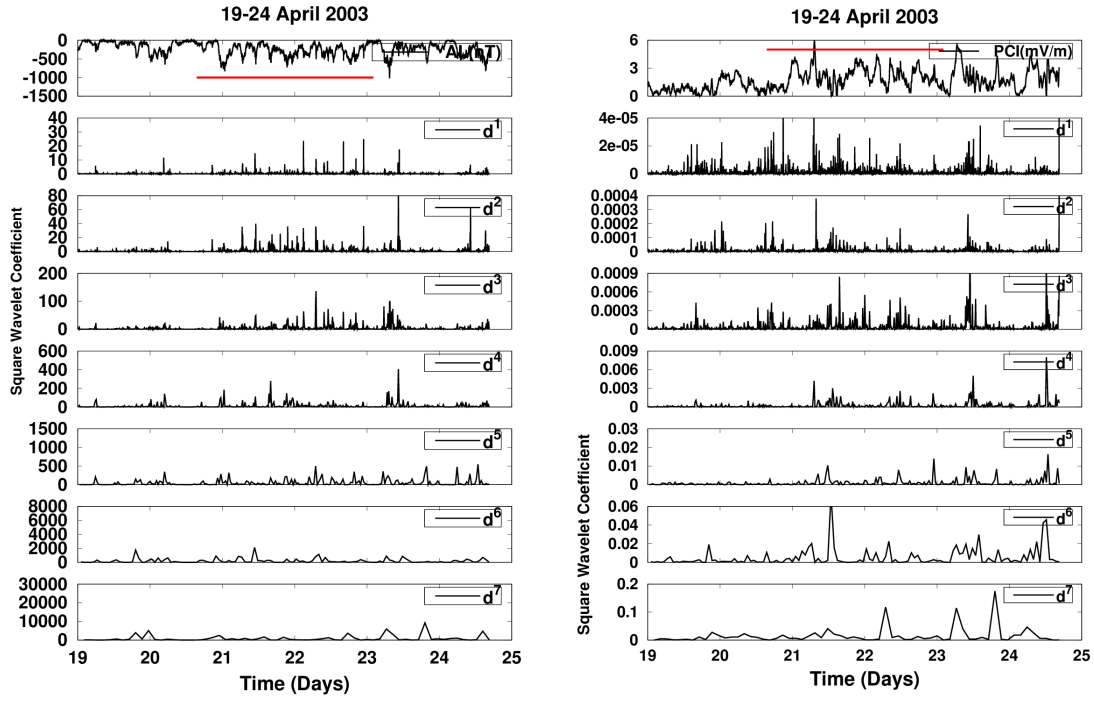 19-24 April 2003
0
-500
-1000
-1500
AL(nT)
40
30
20
10
0
d1
80
60
40
20
0
d2
200
100
0
d3
600
400
200
0
d4
1500
1000
500
0
d5
8000
6000
4000
2000
0
d6
30000
20000
10000
0
d7
19 20 21 22 23 24 25
Time (Days)
Square Wavelet Coefficient
19-24 April 2003
6
3
0
PCI(mV/m)
4e-05
2e-05
0
d1
0.0004
0.0003
0.0001
0
d2
0.0009
0.0006
0.0003
0
d3
0.009
0.006
0.003
0
d4
0.03
0.02
0.01
0
d5
0.06
0.04
0.02
0
d6
0.2
0.1
0
d7
19 20 21 22 23 24 25
Time (Days)
Square Wavelet Coefficient